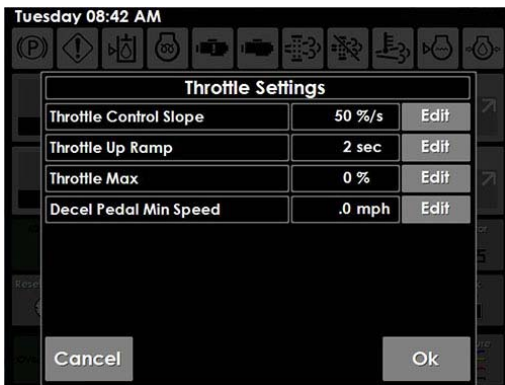 Tuesday 08:42 AM
Throttle Settings
Throttle Control Slope 50 %/s Edit
Throttle Up Ramp 2 sec Edit
Throttle Max 0 % Edit
Decel Pedal Min Speed .0 mph Edit
Cancel Ok